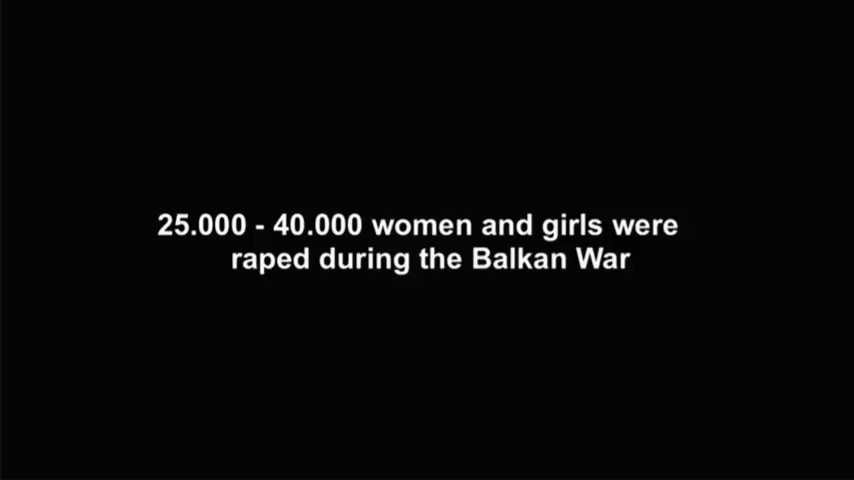 25.000 - 40.000 women and girls were
raped during the Balkan War